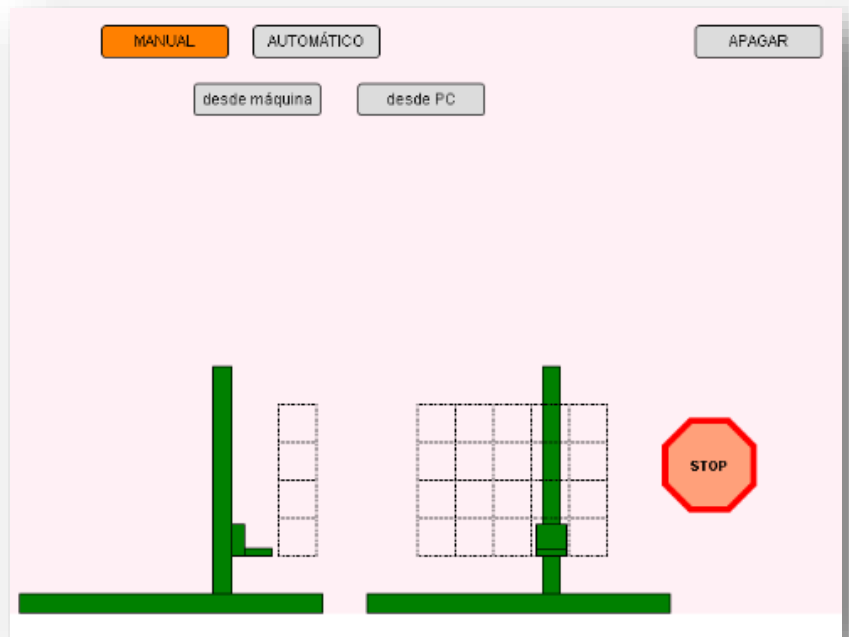 MANUAL
AUTOMÁTICO
APAGAR
desde máquina
desde PC
STOP